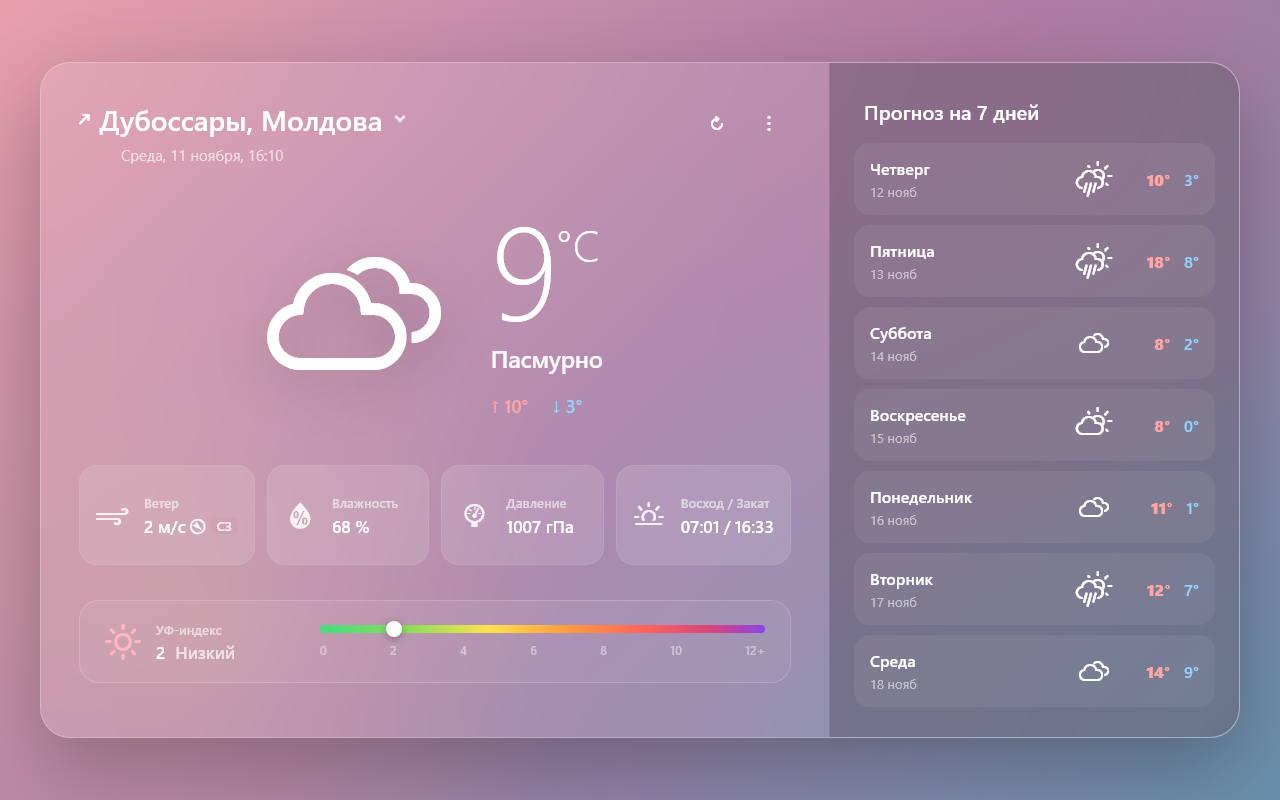 Дубоссары, Молдова
Среда, 11 ноября, 16:10
9°C
Пасмурно
↑ 10° ↓ 3°
Ветер
2 м/с СЗ
Влажность
68 %
Давление
1007 гПа
Восход / Закат
07:01 / 16:33
УФ-индекс
2 Низкий
0 2 4 6 8 10 12+
Прогноз на 7 дней
Четверг
12 нояб
10° 3°
Пятница
13 нояб
18° 8°
Суббота
14 нояб
8° 2°
Воскресенье
15 нояб
8° 0°
Понедельник
16 нояб
11° 1°
Вторник
17 нояб
12° 7°
Среда
18 нояб
14° 9°